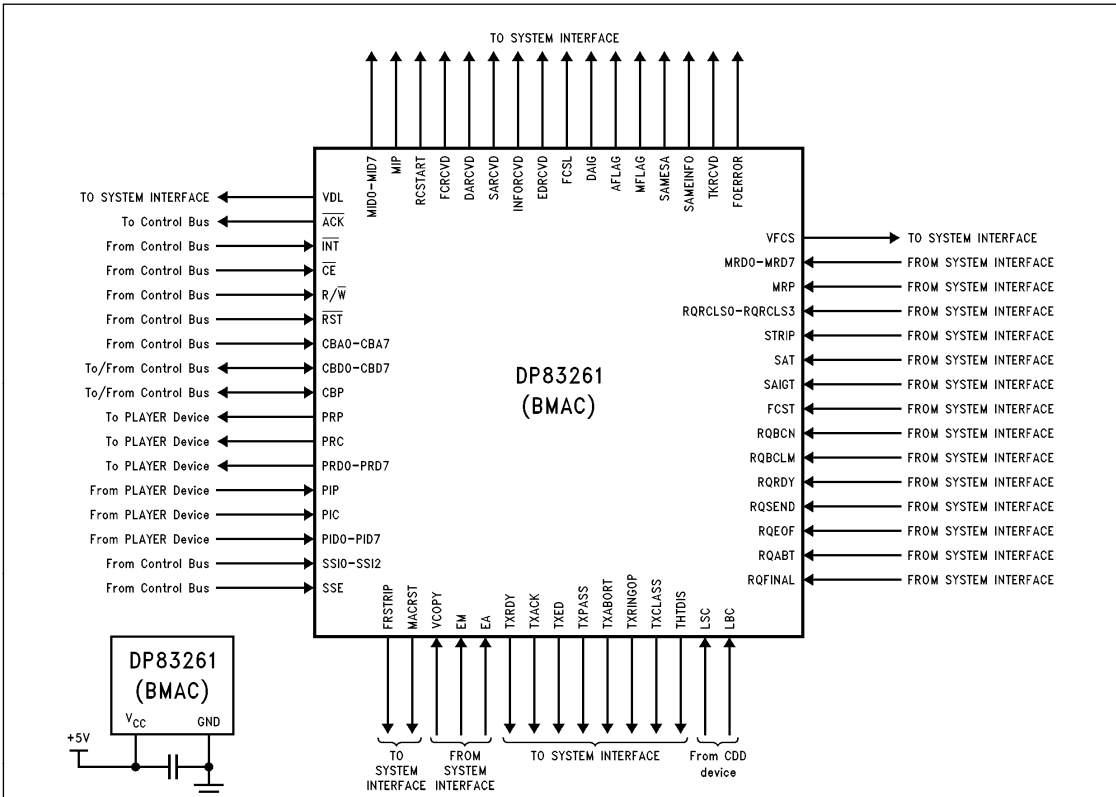 TO SYSTEM INTERFACE
MID0-MID7
MIP
RCSTART
FCRCVD
DARCVD
SARCVD
INFORCVD
EDRCVD
FCSL
DAIG
AFLAG
MFLAG
SAMESA
SAMEINFO
TKRCVD
FOERROR
TO SYSTEM INTERFACE VDL
To Control Bus ACK
From Control Bus INT
From Control Bus CE
From Control Bus R/W
From Control Bus RST
From Control Bus CBA0-CBA7
To/From Control Bus CBD0-CBD7
To/From Control Bus CBP
To PLAYER Device PRP
To PLAYER Device PRC
To PLAYER Device PRD0-PRD7
From PLAYER Device PIP
From PLAYER Device PIC
From PLAYER Device PID0-PID7
From Control Bus SSI0-SSI2
From Control Bus SSE
DP83261
(BMAC)
VFCS TO SYSTEM INTERFACE
MRD0-MRD7 FROM SYSTEM INTERFACE
MRP FROM SYSTEM INTERFACE
RQRCLS0-RQRCLS3 FROM SYSTEM INTERFACE
STRIP FROM SYSTEM INTERFACE
SAT FROM SYSTEM INTERFACE
SAIGT FROM SYSTEM INTERFACE
FCST FROM SYSTEM INTERFACE
RQBCN FROM SYSTEM INTERFACE
RQBCLM FROM SYSTEM INTERFACE
RQRDY FROM SYSTEM INTERFACE
RQSEND FROM SYSTEM INTERFACE
RQEOF FROM SYSTEM INTERFACE
RQABT FROM SYSTEM INTERFACE
RQFINAL FROM SYSTEM INTERFACE
FRSTRIP
MACRST
VCOPY
EM
EA
TXRDY
TXACK
TXED
TXPASS
TXABORT
TXRINGOP
TXCLASS
THTDIS
LSC
LBC
TO
SYSTEM
INTERFACE
FROM
SYSTEM
INTERFACE
TO SYSTEM INTERFACE
From CDD
device
DP83261
(BMAC)
VCC GND
+5V